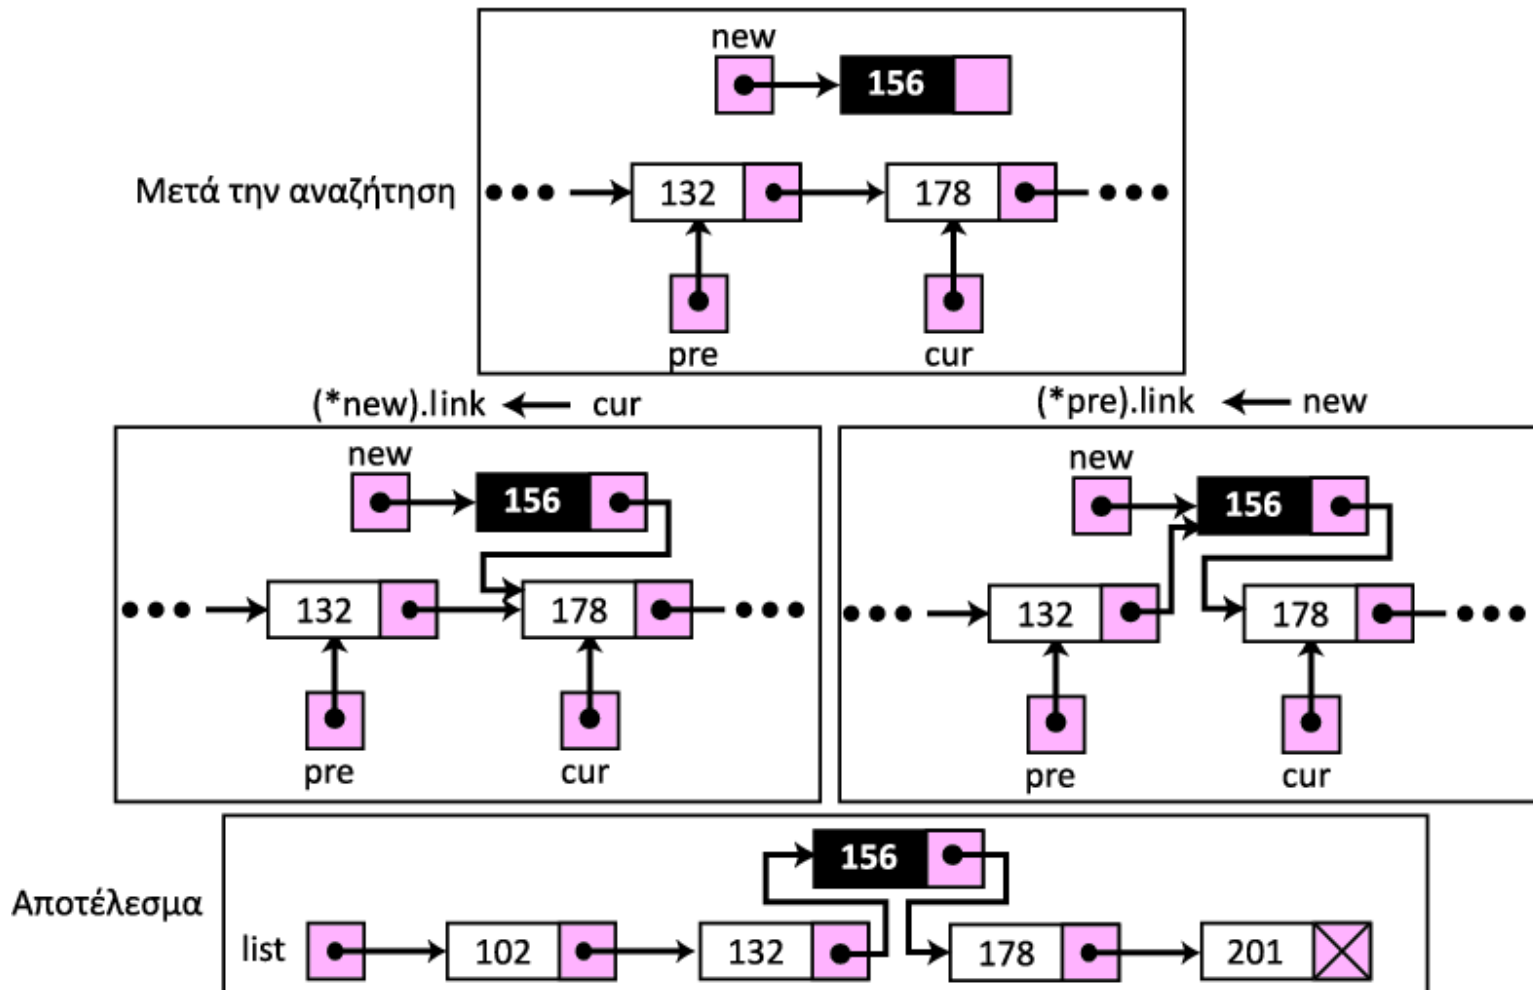 new
156
Μετά την αναζήτηση
132
178
pre
cur
(*new).link ← cur
new
156
132
178
pre
cur
(*pre).link ← new
new
156
132
178
pre
cur
Αποτέλεσμα
156
list
102
132
178
201